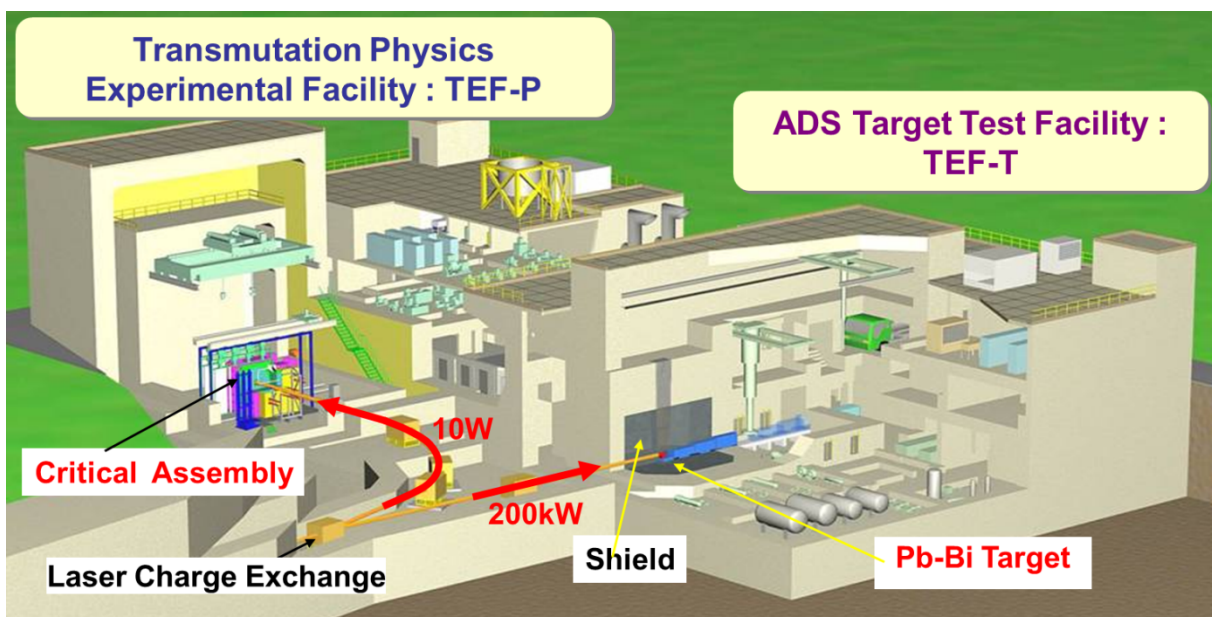 Transmutation Physics
Experimental Facility : TEF-P
ADS Target Test Facility :
TEF-T
10W
Critical Assembly
200kW
Laser Charge Exchange
Shield
Pb-Bi Target